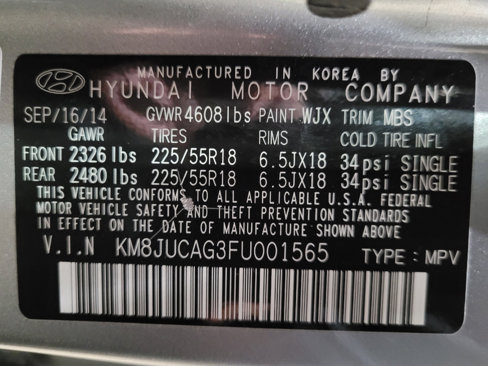 MANUFACTURED IN KOREA BY
HYUNDAI MOTOR COMPANY
SEP/16/14 GVWR 4608lbs PAINT WJX TRIM MBS
GAWR TIRES RIMS COLD TIRE INFL
FRONT 2326 lbs 225/55R18 6.5JX18 34psi SINGLE
REAR 2480 lbs 225/55R18 6.5JX18 34psi SINGLE
THIS VEHICLE CONFORMS TO ALL APPLICABLE U.S.A. FEDERAL
MOTOR VEHICLE SAFETY AND THEFT PREVENTION STANDARDS
IN EFFECT ON THE DATE OF MANUFACTURE SHOWN ABOVE.
V.I.N KM8JUCAG3FU001565 TYPE : MPV